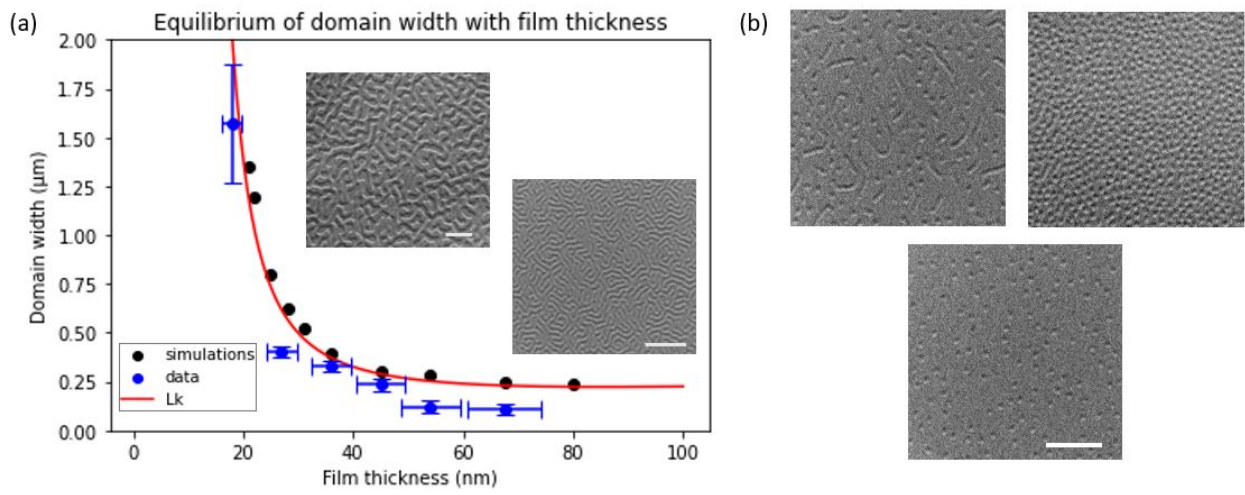 (a)
Equilibrium of domain width with film thickness
2.00
1.75
1.50
1.25
1.00
0.75
0.50
0.25
0.00
Domain width (μm)
simulations
data
Lk
0 20 40 60 80 100
Film thickness (nm)
(b)